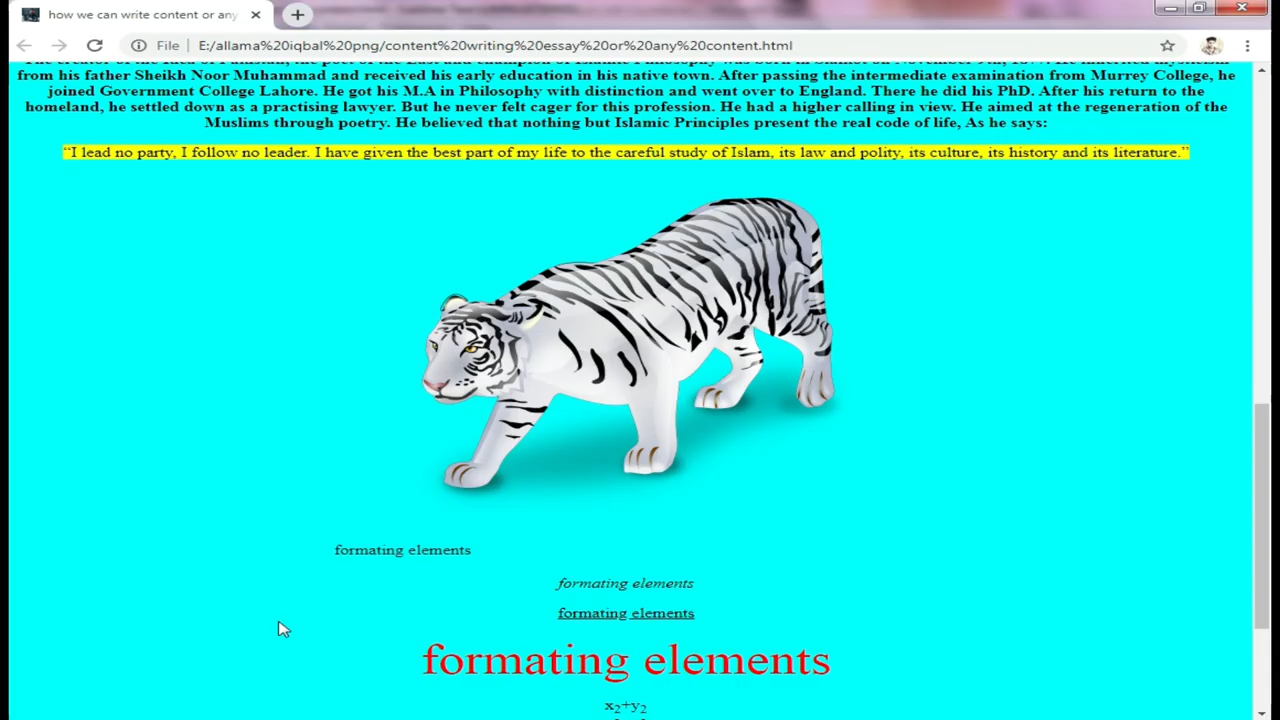 how we can write content or any
File E:/allama%20iqbal%20png/content%20writing%20essay%20or%20any%20content.html
from his father Sheikh Noor Muhammad and received his early education in his native town. After passing the intermediate examination from Murrey College, he
joined Government College Lahore. He got his M.A in Philosophy with distinction and went over to England. There he did his PhD. After his return to the
homeland, he settled down as a practising lawyer. But he never felt cager for this profession. He had a higher calling in view. He aimed at the regeneration of the
Muslims through poetry. He believed that nothing but Islamic Principles present the real code of life, As he says:
“I lead no party, I follow no leader. I have given the best part of my life to the careful study of Islam, its law and polity, its culture, its history and its literature.”
formating elements
formating elements
formating elements
formating elements
x₂+y₂